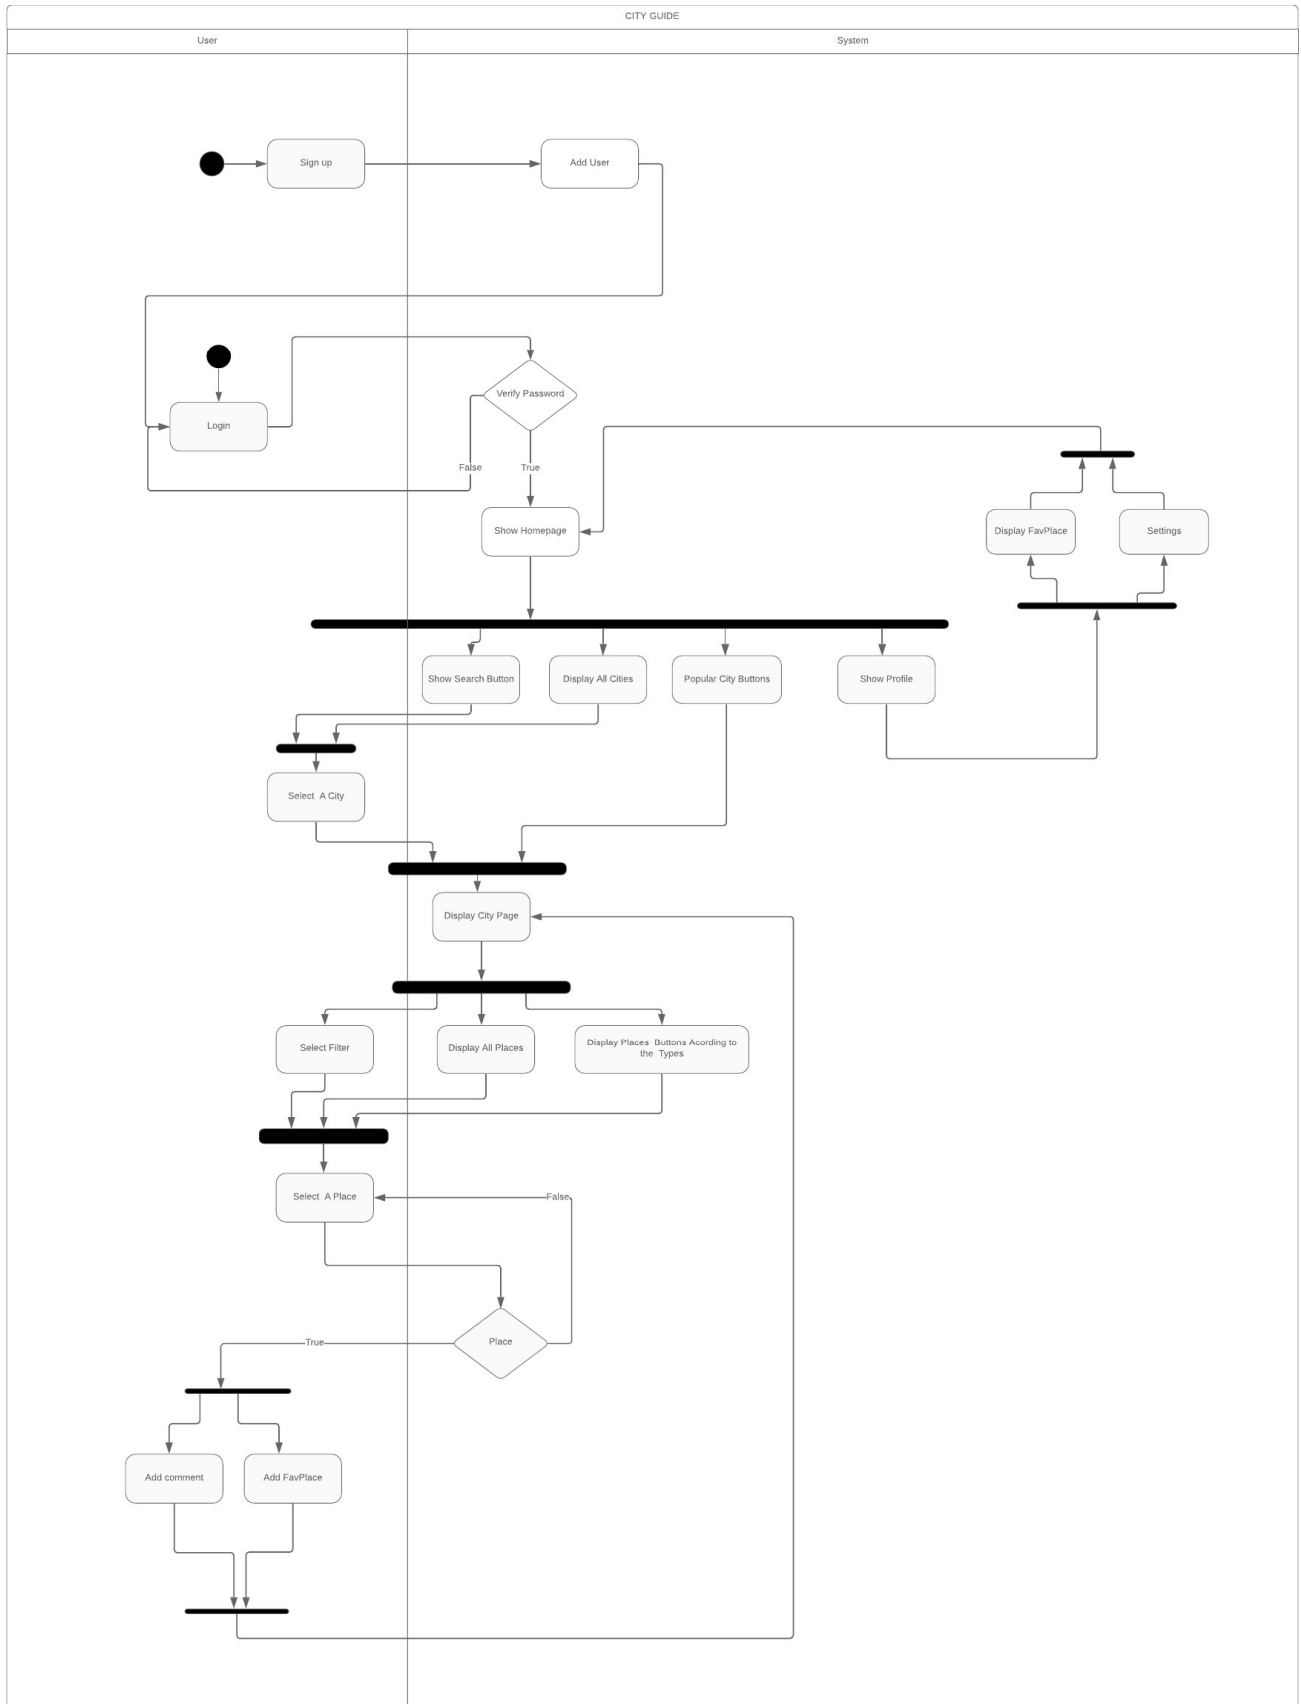 CITY GUIDE
User
System
Sign up
Add User
Login
Verify Password
False
True
Show Homepage
Display FavPlace
Settings
Show Search Button
Display All Cities
Popular City Buttons
Show Profile
Select A City
Display City Page
Select Filter
Display All Places
Display Places Buttons Acording to
the Types
Select A Place
False
Place
True
Add comment
Add FavPlace